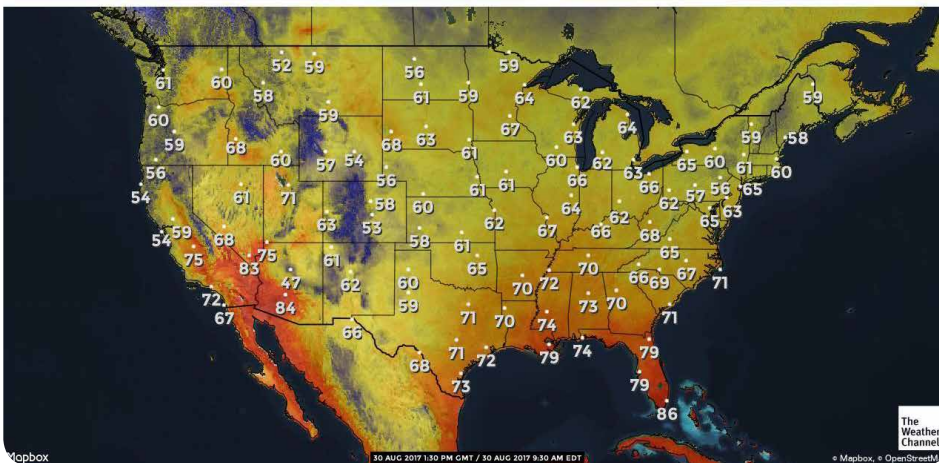 52 59 56 59
61 60 58 61 59 64 62 59
60 59 67 63 64 59
59 68 68 63 61 58
56 60 57 54 60 62 63 65 60 61 60
54 61 71 56 61 61 66 66 62 57 56 65
63 58 60 62 64 62 65 63
54 59 68 53 58 61 67 66 68
75 83 75 61 65 70 65
47 62 60 72 66 69 67 71
72 84 59 70 73 70
67 66 71 70 74 71
68 71 72 79 74 79
73 79
86
The
Weather
Channel
Mapbox
30 AUG 2017 1:30 PM GMT / 30 AUG 2017 9:30 AM EDT
© Mapbox, © OpenStreetM